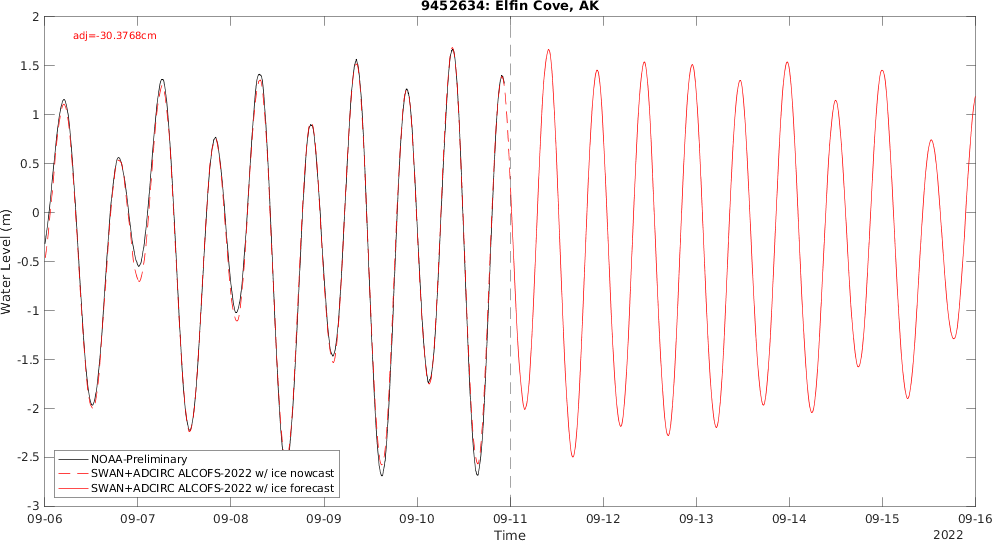 9452634: Elfin Cove, AK
adj=-30.3768cm
Water Level (m)
2
1.5
1
0.5
0
-0.5
-1
-1.5
-2
-2.5
-3
NOAA-Preliminary
SWAN+ADCIRC ALCOFS-2022 w/ ice nowcast
SWAN+ADCIRC ALCOFS-2022 w/ ice forecast
09-06 09-07 09-08 09-09 09-10 09-11 09-12 09-13 09-14 09-15 09-16
Time
2022